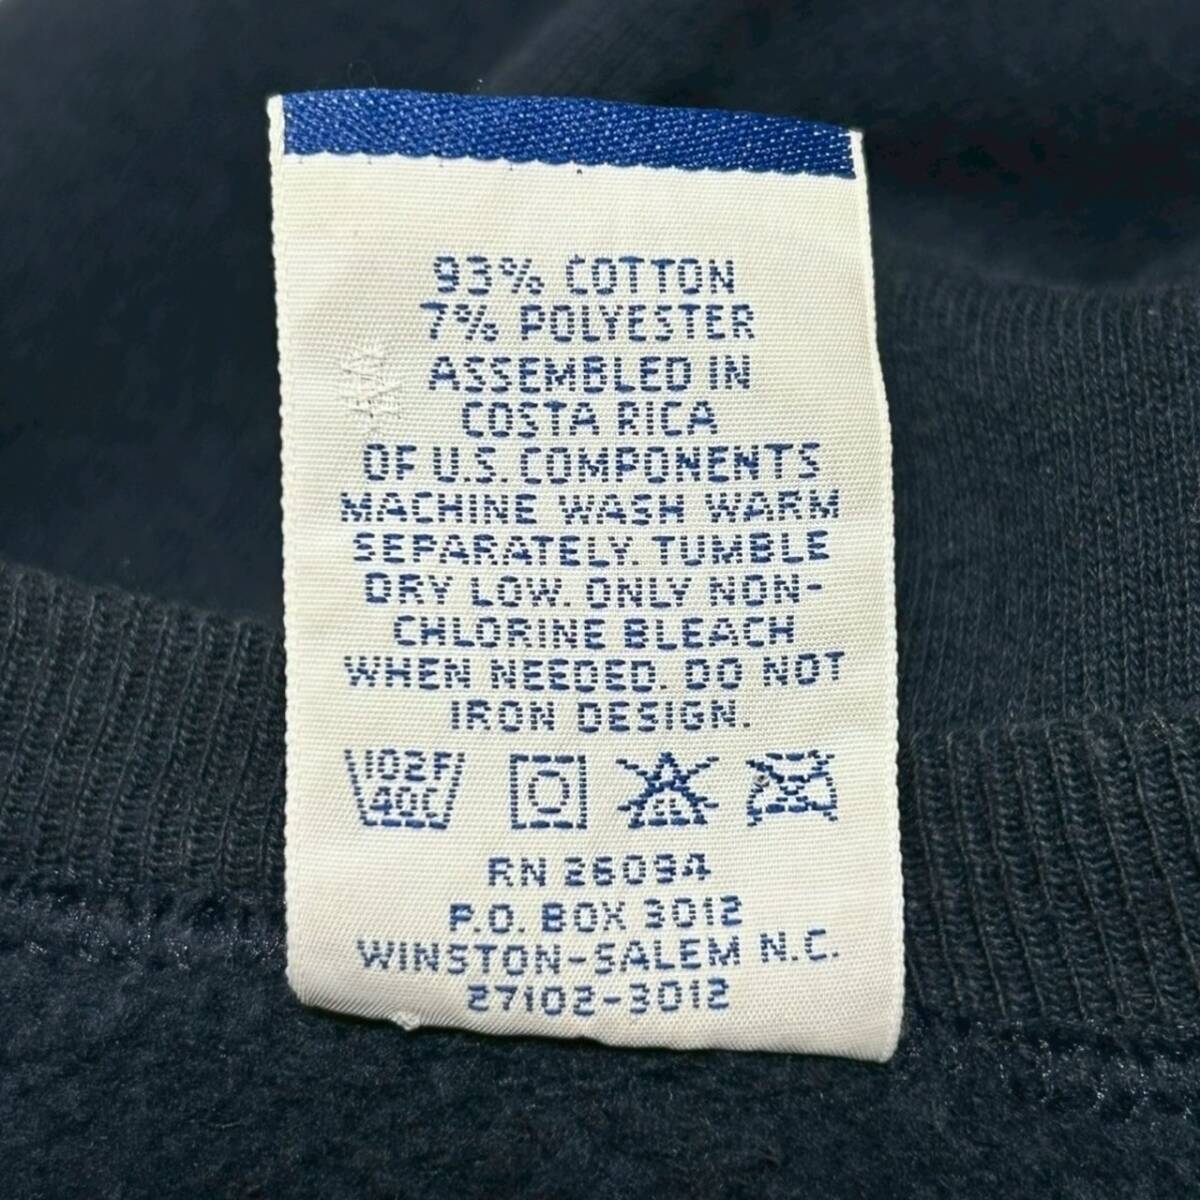 93% COTTON
7% POLYESTER
ASSEMBLED IN
COSTA RICA
OF U.S. COMPONENTS
MACHINE WASH WARM
SEPARATELY. TUMBLE
DRY LOW. ONLY NON-
CHLORINE BLEACH
WHEN NEEDED. DO NOT
IRON DESIGN.
102F
40C
CL
RN 26094
P.O. BOX 3012
WINSTON-SALEM N.C.
27102-3012